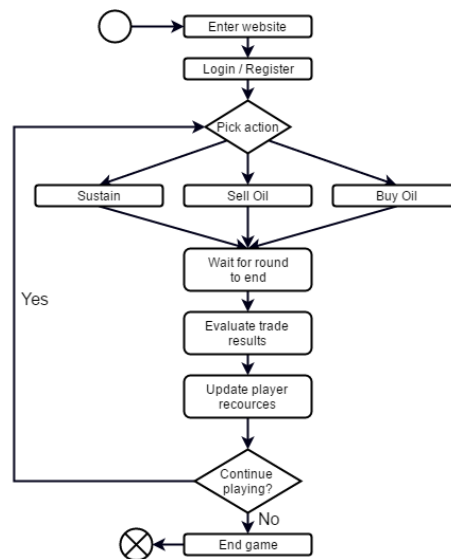 Enter website
Login / Register
Pick action
Sustain
Sell Oil
Buy Oil
Wait for round
to end
Yes
Evaluate trade
results
Update player
recources
Continue
playing?
No
End game